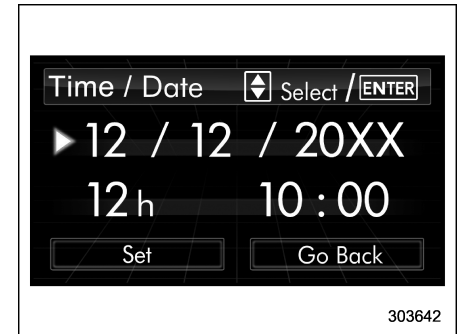 Time / Date Select / ENTER
12 / 12 / 20XX
12h 10:00
Set Go Back
303642